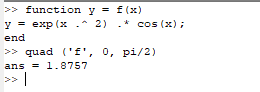 >> function y = f(x)
y = exp(x .^ 2) .* cos(x);
end
>> quad ('f', 0, pi/2)
ans = 1.8757
>>